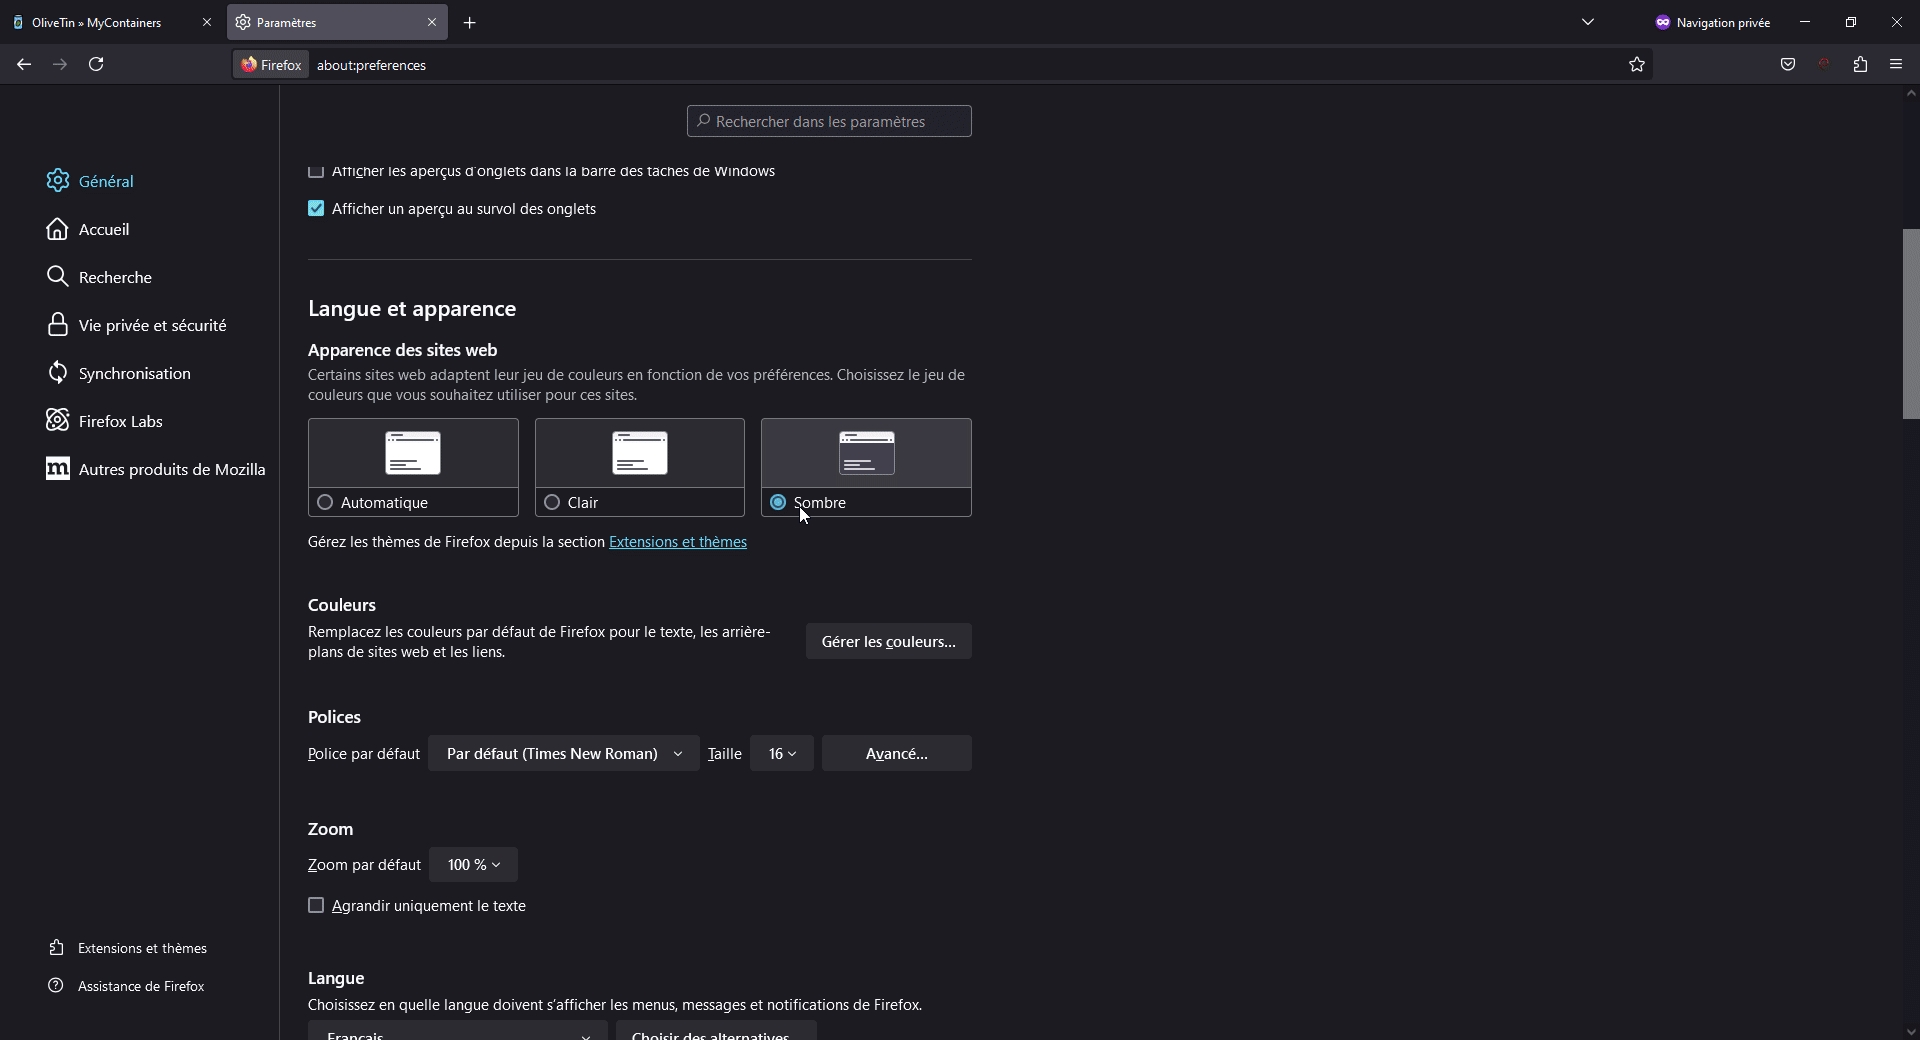 OliveTin » MyContainers
Paramètres
Navigation privée
Firefox
about:preferences
Rechercher dans les paramètres
Général
Accueil
Recherche
Vie privée et sécurité
Synchronisation
Firefox Labs
m Autres produits de Mozilla
Extensions et thèmes
Assistance de Firefox
Afficher les aperçus d'onglets dans la barre des tâches de Windows
Afficher un aperçu au survol des onglets
Langue et apparence
Apparence des sites web
Certains sites web adaptent leur jeu de couleurs en fonction de vos préférences. Choisissez le jeu de
couleurs que vous souhaitez utiliser pour ces sites.
Automatique
Clair
Sombre
Gérez les thèmes de Firefox depuis la section Extensions et thèmes
Couleurs
Remplacez les couleurs par défaut de Firefox pour le texte, les arrière-
plans de sites web et les liens.
Gérer les couleurs...
Polices
Police par défaut Par défaut (Times New Roman) Taille 16 Avancé...
Zoom
Zoom par défaut 100 %
Agrandir uniquement le texte
Langue
Choisissez en quelle langue doivent s’afficher les menus, messages et notifications de Firefox.
Français Choisir des alternatives